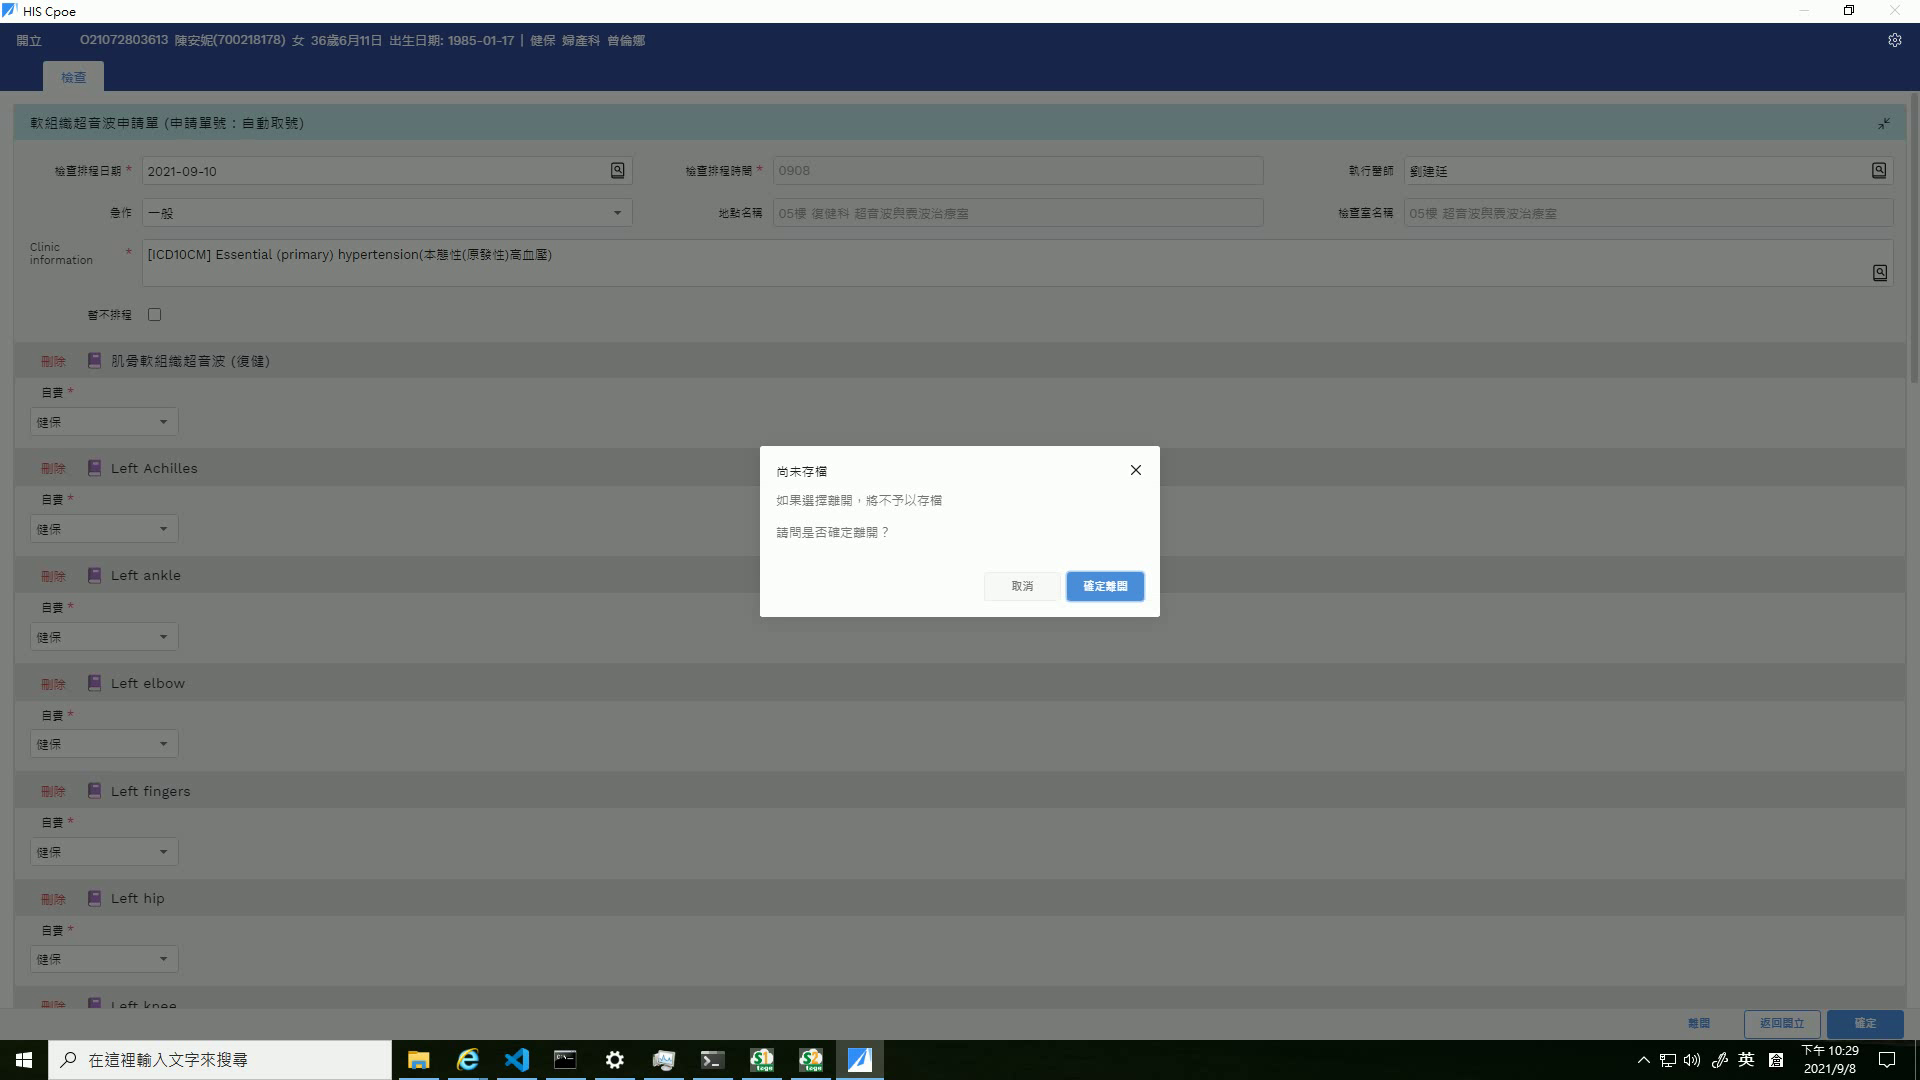 HIS Cpoe
開立 O21072803613 陳安妮(700218178) 女 36歲6月11日 出生日期: 1985-01-17 | 健保 婦產科 曾倫娜
檢查
軟組織超音波申請單 (申請單號：自動取號)
檢查排程日期 * 2021-09-10 檢查排程時間 * 0908 執行醫師 劉建廷
急作 一般 地點名稱 05樓 復健科 超音波與震波治療室 檢查室名稱 05樓 超音波與震波治療室
Clinic information * [ICD10CM] Essential (primary) hypertension(本態性(原發性)高血壓)
暫不排程
刪除 肌骨軟組織超音波 (復健)
自費 *
健保
刪除 Left Achilles
自費 *
健保
刪除 Left ankle
自費 *
健保
刪除 Left elbow
自費 *
健保
刪除 Left fingers
自費 *
健保
刪除 Left hip
自費 *
健保
刪除 Left knee
尚未存檔
如果選擇離開，將不予以存檔
請問是否確定離開？
取消 確定離開
離開 返回開立 確定
在這裡輸入文字來搜尋
S1
togo
S2
togo
英
倉
下午 10:29
2021/9/8